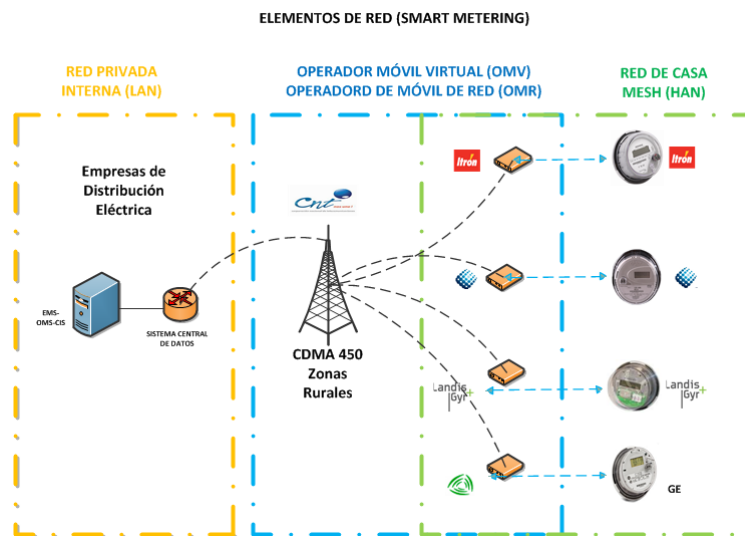 ELEMENTOS DE RED (SMART METERING)
RED PRIVADA
INTERNA (LAN)
OPERADOR MÓVIL VIRTUAL (OMV)
OPERADORD DE MÓVIL DE RED (OMR)
RED DE CASA
MESH (HAN)
Empresas de
Distribución
Eléctrica
EMS-
OMS-CIS
SISTEMA CENTRAL
DE DATOS
Cnt
CDMA 450
Zonas
Rurales
Itrón
Itrón
Landis
Gyr+
Landis
Gyr+
GE